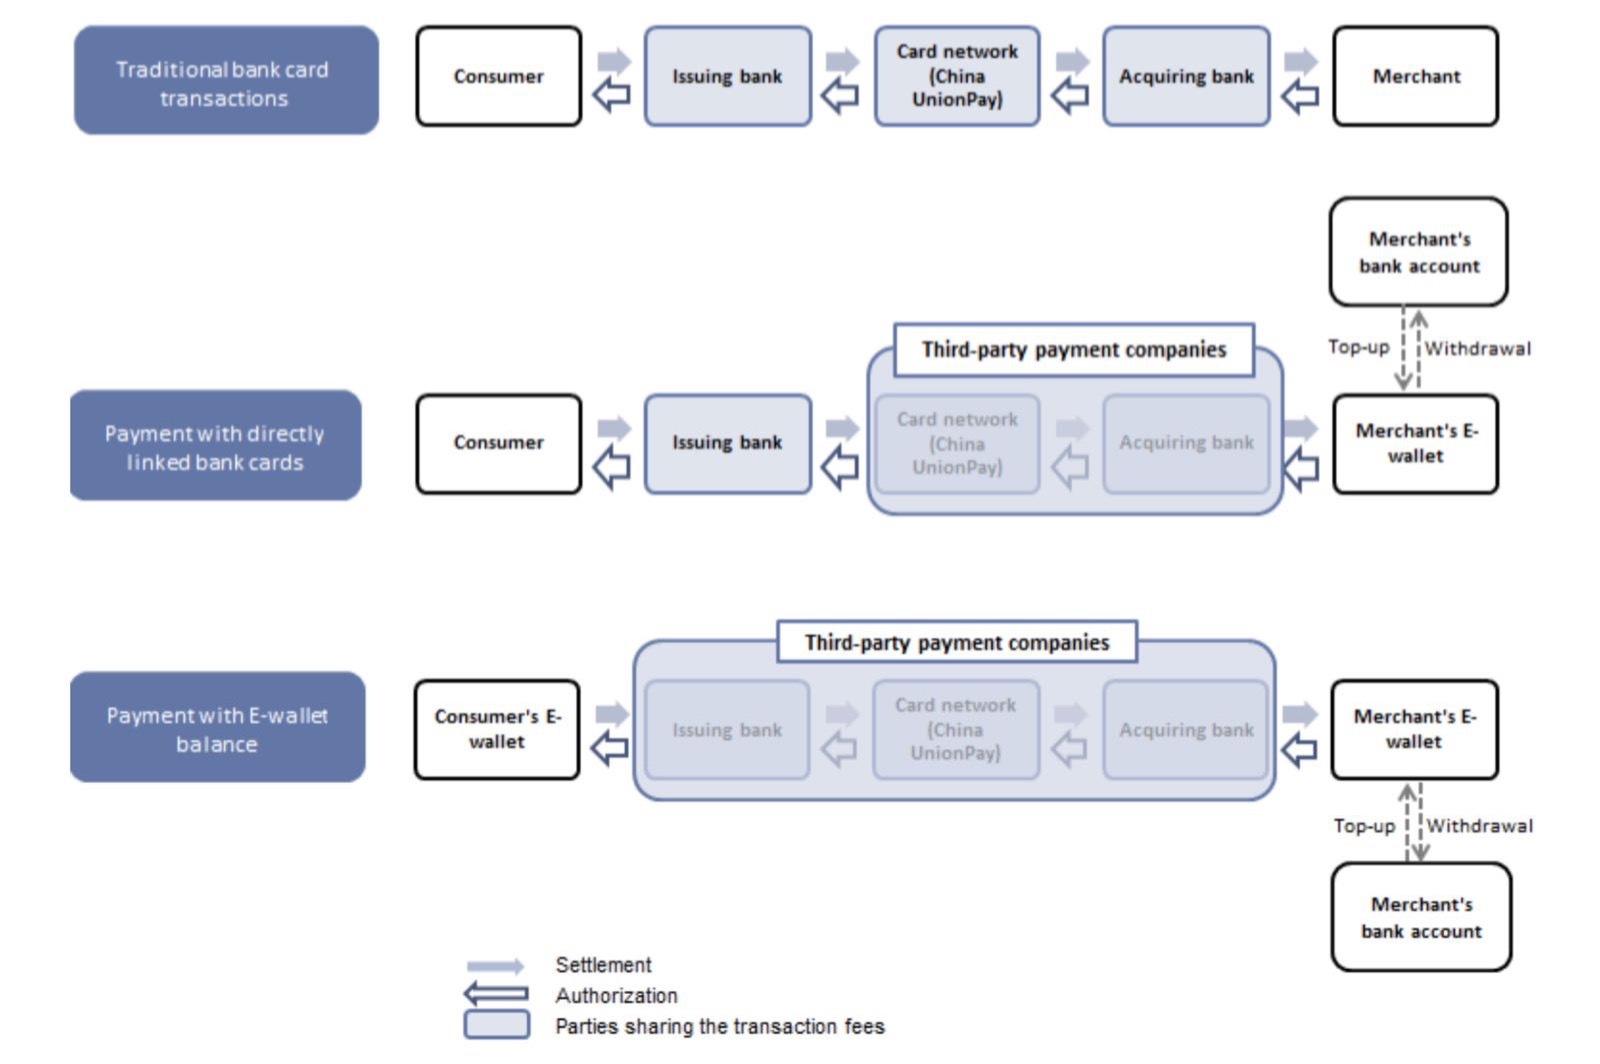 Traditional bank card
transactions
Consumer
Issuing bank
Card network
(China
UnionPay)
Acquiring bank
Merchant
Merchant's
bank account
Top-up
Withdrawal
Third-party payment companies
Payment with directly
linked bank cards
Consumer
Issuing bank
Card network
(China
UnionPay)
Acquiring bank
Merchant's E-
wallet
Third-party payment companies
Payment with E-wallet
balance
Consumer's E-
wallet
Issuing bank
Card network
(China
UnionPay)
Acquiring bank
Merchant's E-
wallet
Top-up
Withdrawal
Merchant's
bank account
Settlement
Authorization
Parties sharing the transaction fees